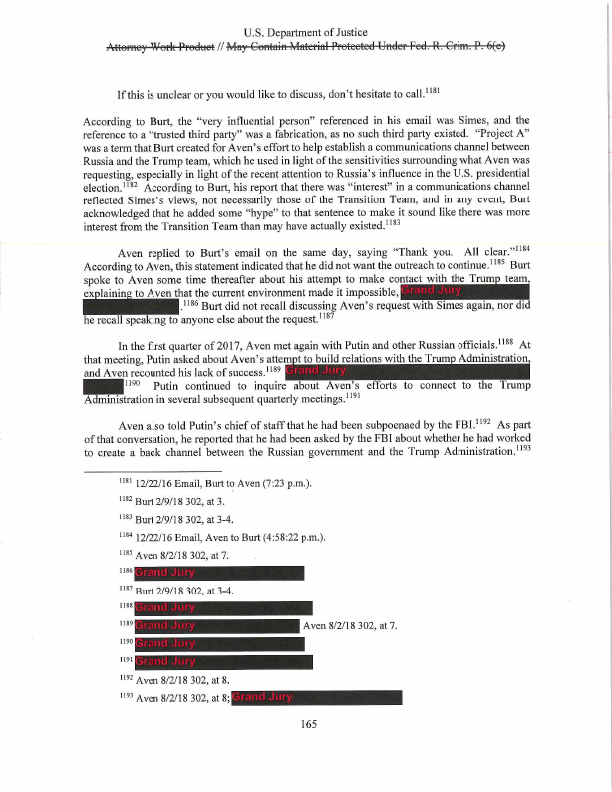 U.S. Department of Justice
Attorney Work Product // May Contain Material Protected Under Fed. R. Crim. P. 6(e)
If this is unclear or you would like to discuss, don't hesitate to call.1181
According to Burt, the "very influential person" referenced in his email was Simes, and the
reference to a "trusted third party" was a fabrication, as no such third party existed. "Project A"
was a term that Burt created for Aven's effort to help establish a communications channel between
Russia and the Trump team, which he used in light of the sensitivities surrounding what Aven was
requesting, especially in light of the recent attention to Russia's influence in the U.S. presidential
election.1182 According to Burt, his report that there was "interest" in a communications channel
reflected Simes's views, not necessarily those of the Transition Team, and in any event, Burt
acknowledged that he added some "hype" to that sentence to make it sound like there was more
interest from the Transition Team than may have actually existed.1183
Aven replied to Burt's email on the same day, saying "Thank you. All clear."1184
According to Aven, this statement indicated that he did not want the outreach to continue.1185 Burt
spoke to Aven some time thereafter about his attempt to make contact with the Trump team,
explaining to Aven that the current environment made it impossible, Grand Jury
.1186 Burt did not recall discussing Aven's request with Simes again, nor did
he recall speaking to anyone else about the request.1187
In the first quarter of 2017, Aven met again with Putin and other Russian officials.1188 At
that meeting, Putin asked about Aven's attempt to build relations with the Trump Administration,
and Aven recounted his lack of success.1189 Grand Jury
1190 Putin continued to inquire about Aven's efforts to connect to the Trump
Administration in several subsequent quarterly meetings.1191
Aven also told Putin's chief of staff that he had been subpoenaed by the FBI.1192 As part
of that conversation, he reported that he had been asked by the FBI about whether he had worked
to create a back channel between the Russian government and the Trump Administration.1193
1181 12/22/16 Email, Burt to Aven (7:23 p.m.).
1182 Burt 2/9/18 302, at 3.
1183 Burt 2/9/18 302, at 3-4.
1184 12/22/16 Email, Aven to Burt (4:58:22 p.m.).
1185 Aven 8/2/18 302, at 7.
1186 Grand Jury
1187 Burt 2/9/18 302, at 3-4.
1188 Grand Jury
1189 Grand Jury Aven 8/2/18 302, at 7.
1190 Grand Jury
1191 Grand Jury
1192 Aven 8/2/18 302, at 8.
1193 Aven 8/2/18 302, at 8; Grand Jury
165